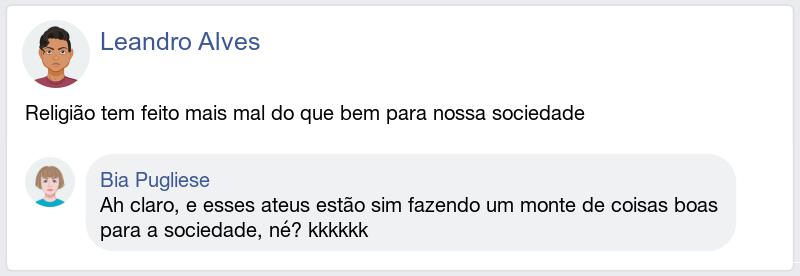 Leandro Alves
Religião tem feito mais mal do que bem para nossa sociedade
Bia Pugliese
Ah claro, e esses ateus estão sim fazendo um monte de coisas boas
para a sociedade, né? kkkkkk